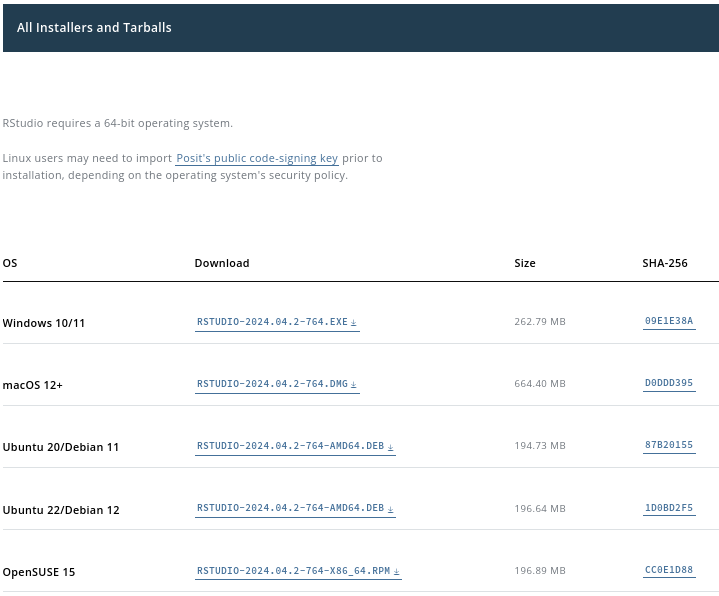 All Installers and Tarballs
RStudio requires a 64-bit operating system.
Linux users may need to import Posit's public code-signing key prior to
installation, depending on the operating system's security policy.
OS Download Size SHA-256
Windows 10/11 RSTUDIO-2024.04.2-764.EXE 262.79 MB 09E1E38A
macOS 12+ RSTUDIO-2024.04.2-764.DMG 664.40 MB D0DDD395
Ubuntu 20/Debian 11 RSTUDIO-2024.04.2-764-AMD64.DEB 194.73 MB 87B20155
Ubuntu 22/Debian 12 RSTUDIO-2024.04.2-764-AMD64.DEB 196.64 MB 1D0BD2F5
OpenSUSE 15 RSTUDIO-2024.04.2-764-X86_64.RPM 196.89 MB CC0E1D88